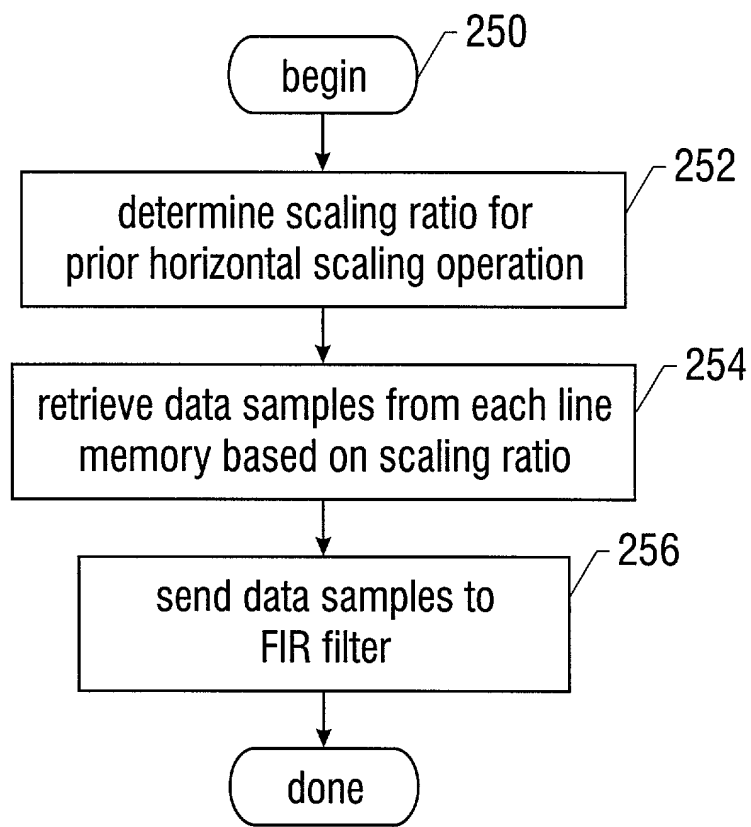 250
begin
252
determine scaling ratio for
prior horizontal scaling operation
254
retrieve data samples from each line
memory based on scaling ratio
256
send data samples to
FIR filter
done